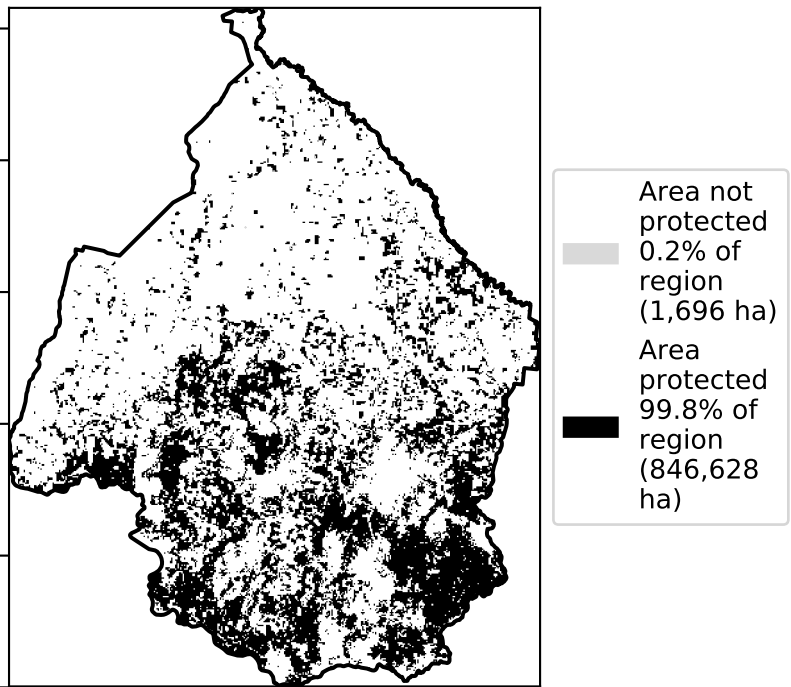 Area not
protected
0.2% of
region
(1,696 ha)
Area
protected
99.8% of
region
(846,628
ha)